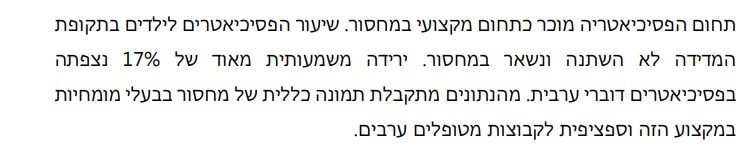 תחום הפסיכיאטריה מוכר כתחום מקצועי במחסור. שיעור הפסיכיאטרים לילדים בתקופת
המדידה לא השתנה ונשאר במחסור. ירידה משמעותית מאוד של 17% נצפתה
בפסיכיאטרים דוברי ערבית. מהנתונים מתקבלת תמונה כללית של מחסור בבעלי מומחיות
במקצוע הזה וספציפית לקבוצות מטופלים ערבים.